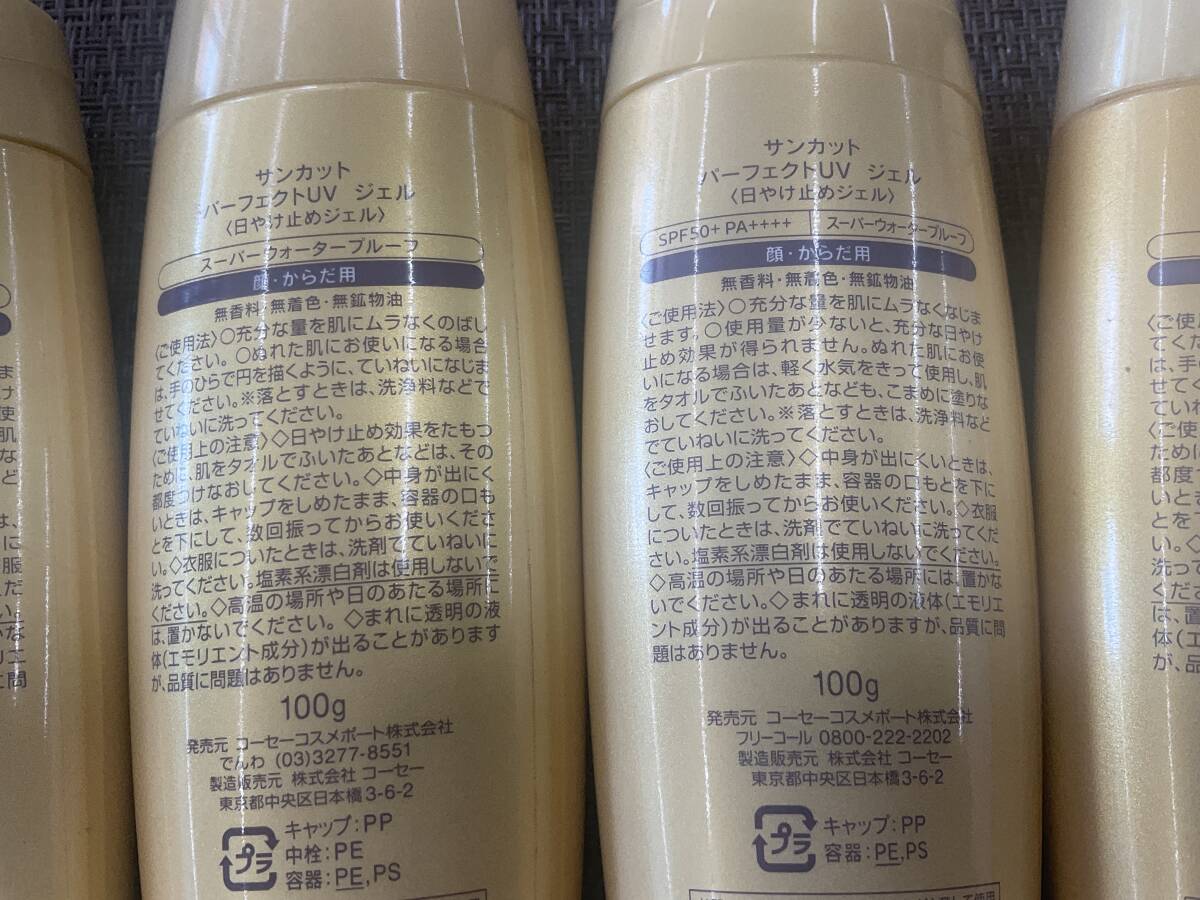 サンカット
パーフェクトUV ジェル
〈日やけ止めジェル〉
スーパーウォータープルーフ
顔・からだ用
無香料・無着色・無鉱物油
〈ご使用法〉○充分な量を肌にムラなくのばし
てください。○ぬれた肌にお使いになる場合
は、手のひらで円を描くように、ていねいになじま
せてください。※落とすときは、洗浄料などで
ていねいに洗ってください。
〈ご使用上の注意〉◇日やけ止め効果をたもつ
ために、肌をタオルでふいたあとなどは、その
都度つけなおしてください。◇中身が出にく
いときは、キャップをしめたまま、容器の口も
とを下にして、数回振ってからお使いくださ
い。◇衣服についたときは、洗剤でていねいに
洗ってください。塩素系漂白剤は使用しないで
ください。◇高温の場所や日のあたる場所に
は、置かないでください。◇まれに透明の液
体(エモリエント成分)が出ることがあります
が、品質に問題はありません。
100g
発売元 コーセーコスメポート株式会社
でんわ (03)3277-8551
製造販売元 株式会社 コーセー
東京都中央区日本橋3-6-2
プラ
キャップ:PP
中栓:PE
容器:PE,PS
サンカット
パーフェクトUV ジェル
〈日やけ止めジェル〉
SPF50+ PA++++ スーパーウォータープルーフ
顔・からだ用
無香料・無着色・無鉱物油
〈ご使用法〉○充分な量を肌にムラなくなじま
せます。○使用量が少ないと、充分な日やけ
止め効果が得られません。ぬれた肌にお使
いになる場合は、軽く水気をきって使用し、肌
をタオルでふいたあとなども、こまめに塗りな
おしてください。※落とすときは、洗浄料など
でていねいに洗ってください。
〈ご使用上の注意〉◇中身が出にくいときは、
キャップをしめたまま、容器の口もとを下に
して、数回振ってからお使いください。◇衣服
についたときは、洗剤でていねいに洗ってくだ
さい。塩素系漂白剤は使用しないでください。
◇高温の場所や日のあたる場所には、置かな
いでください。◇まれに透明の液体(エモリエ
ント成分)が出ることがありますが、品質に問
題はありません。
100g
発売元 コーセーコスメポート株式会社
フリーコール 0800-222-2202
製造販売元 株式会社 コーセー
東京都中央区日本橋3-6-2
プラ
キャップ:PP
容器:PE,PS